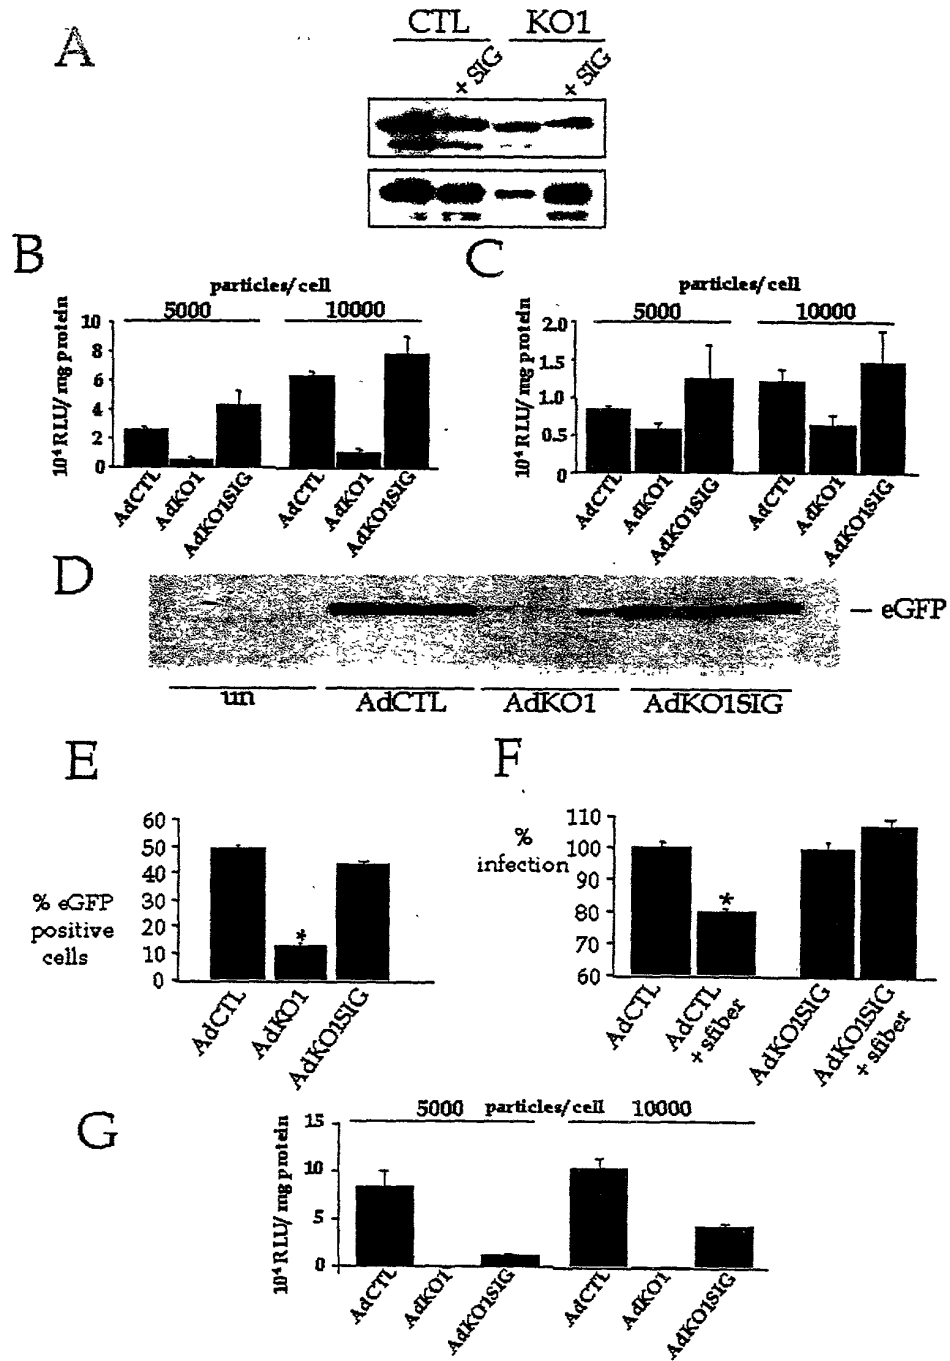 A
CTL KO1
+ SIG + SIG
B
particles/cell
5000 10000
10⁴ RLU/ mg protein
10
8
6
4
2
0
AdCTL AdKO1 AdKO1SIG AdCTL AdKO1 AdKO1SIG
C
particles/cell
5000 10000
10⁴ RLU/ mg protein
2.0
1.5
1.0
0.5
0
AdCTL AdKO1 AdKO1SIG AdCTL AdKO1 AdKO1SIG
D
eGFP
un AdCTL AdKO1 AdKO1SIG
E
% eGFP
positive
cells
60
50
40
30
20
10
0
*
AdCTL AdKO1 AdKO1SIG
F
%
infection
110
100
90
80
70
60
*
AdCTL AdCTL + sfiber AdKO1SIG AdKO1SIG + sfiber
G
5000 particles/cell 10000
10⁴ RLU/ mg protein
15
10
5
0
AdCTL AdKO1 AdKO1SIG AdCTL AdKO1 AdKO1SIG